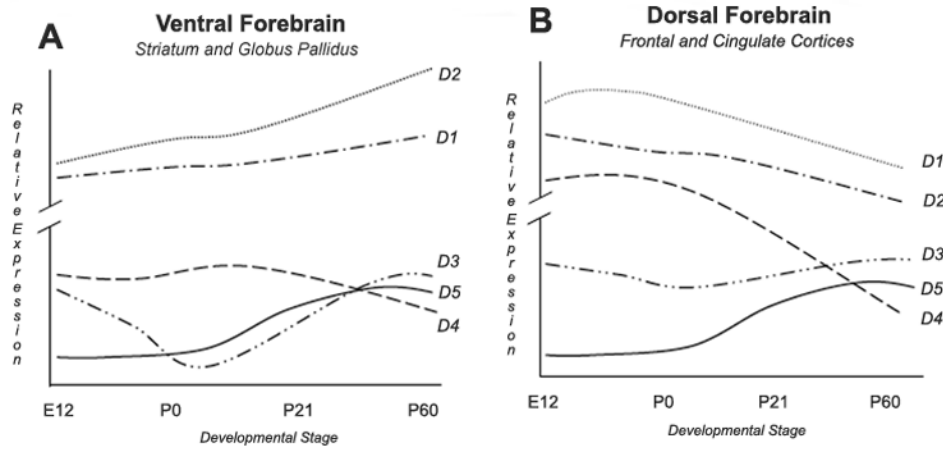 A
Ventral Forebrain
Striatum and Globus Pallidus
Relative Expression
D2
D1
D3
D5
D4
E12 P0 P21 P60
Developmental Stage
B
Dorsal Forebrain
Frontal and Cingulate Cortices
Relative Expression
D1
D2
D3
D5
D4
E12 P0 P21 P60
Developmental Stage